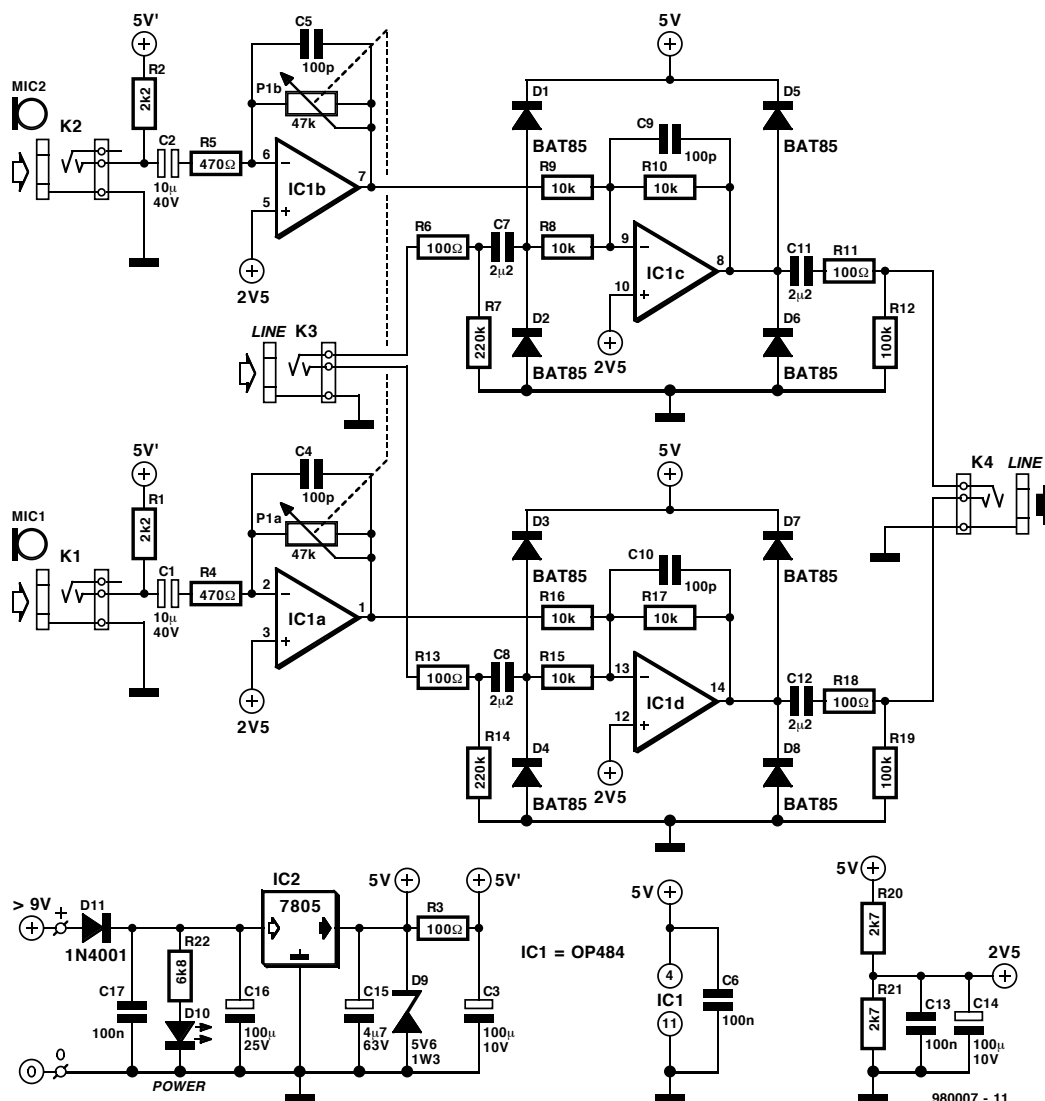 5V'
R2
2k2
MIC2
K2
C2
10µ
40V
R5
470Ω
C5
100p
P1b
47k
6
5
7
IC1b
2V5
5V
D1
BAT85
D5
BAT85
C9
100p
R9
10k
R10
10k
R6
100Ω
C7
2µ2
R8
10k
9
10
8
IC1c
2V5
C11
2µ2
R11
100Ω
R7
220k
D2
BAT85
D6
BAT85
R12
100k
LINE K3
5V'
R1
2k2
MIC1
K1
C1
10µ
40V
R4
470Ω
C4
100p
P1a
47k
2
3
1
IC1a
2V5
5V
K4 LINE
D3
BAT85
D7
BAT85
C10
100p
R16
10k
R17
10k
R13
100Ω
C8
2µ2
R15
10k
13
12
14
IC1d
2V5
C12
2µ2
R18
100Ω
R14
220k
D4
BAT85
D8
BAT85
R19
100k
> 9V
+
D11
1N4001
R22
6k8
C17
100n
D10
POWER
C16
100µ
25V
IC2
7805
5V
5V'
R3
100Ω
C15
4µ7
63V
D9
5V6
1W3
C3
100µ
10V
0
0
IC1 = OP484
5V
4
IC1
11
C6
100n
5V
R20
2k7
2V5
R21
2k7
C13
100n
C14
100µ
10V
980007 - 11